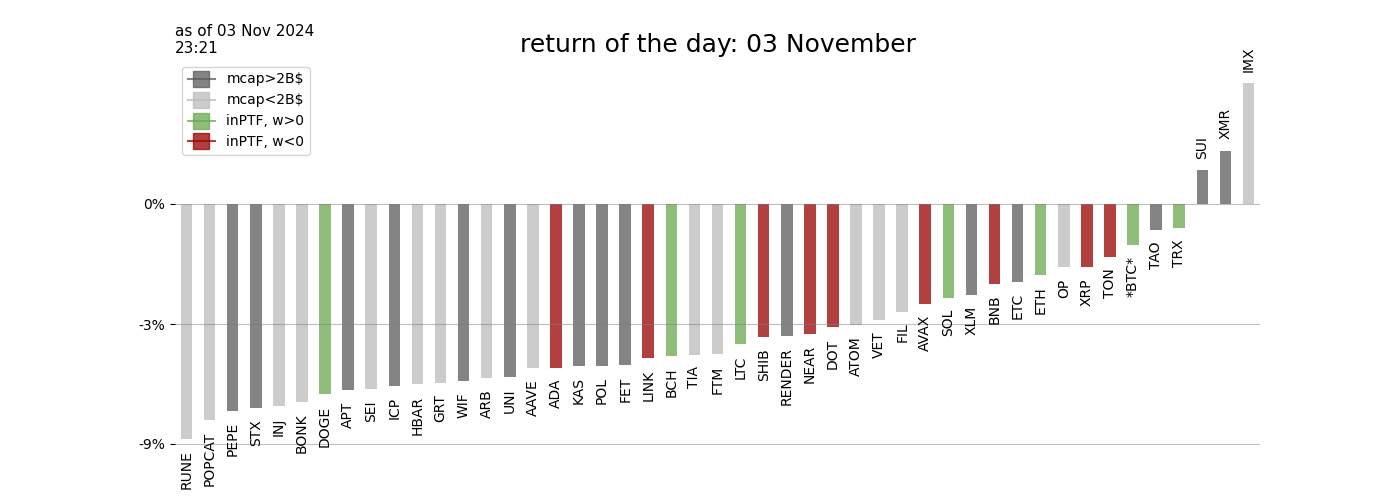 as of 03 Nov 2024
23:21
return of the day: 03 November
mcap>2B$
mcap<2B$
inPTF, w>0
inPTF, w<0
0%
-3%
-9%
RUNE
POPCAT
PEPE
STX
INJ
BONK
DOGE
APT
SEI
ICP
HBAR
GRT
WIF
ARB
UNI
AAVE
ADA
KAS
POL
FET
LINK
BCH
TIA
FTM
LTC
SHIB
RENDER
NEAR
DOT
ATOM
VET
FIL
AVAX
SOL
XLM
BNB
ETC
ETH
OP
XRP
TON
*BTC*
TAO
TRX
SUI
XMR
IMX